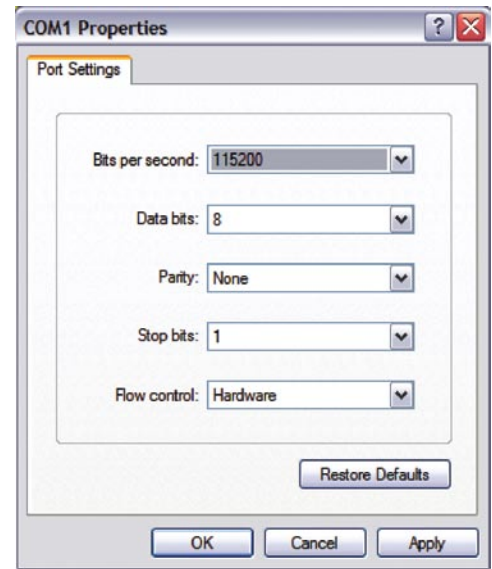 COM1 Properties
?
Port Settings
Bits per second: 115200
Data bits: 8
Parity: None
Stop bits: 1
Flow control: Hardware
Restore Defaults
OK Cancel Apply